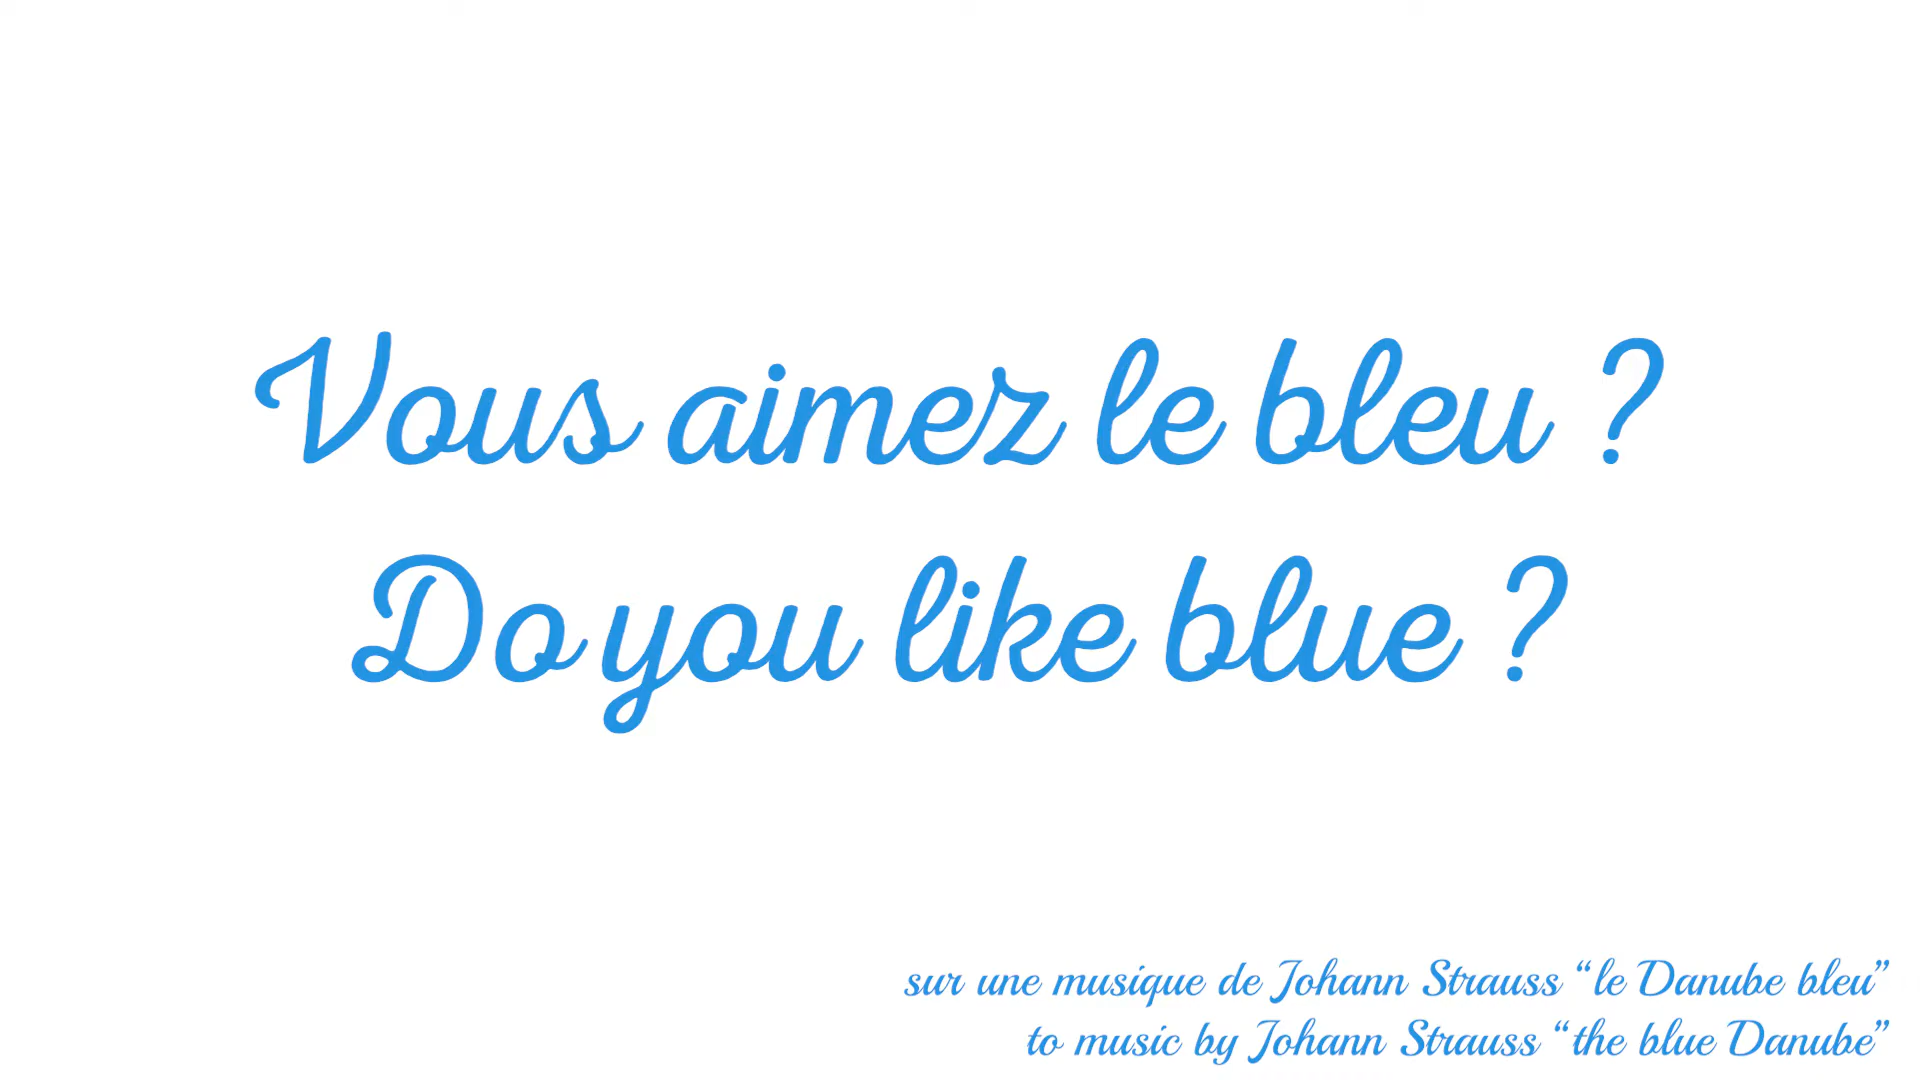 Vous aimez le bleu ?
Do you like blue ?
sur une musique de Johann Strauss “le Danube bleu”
to music by Johann Strauss “the blue Danube”